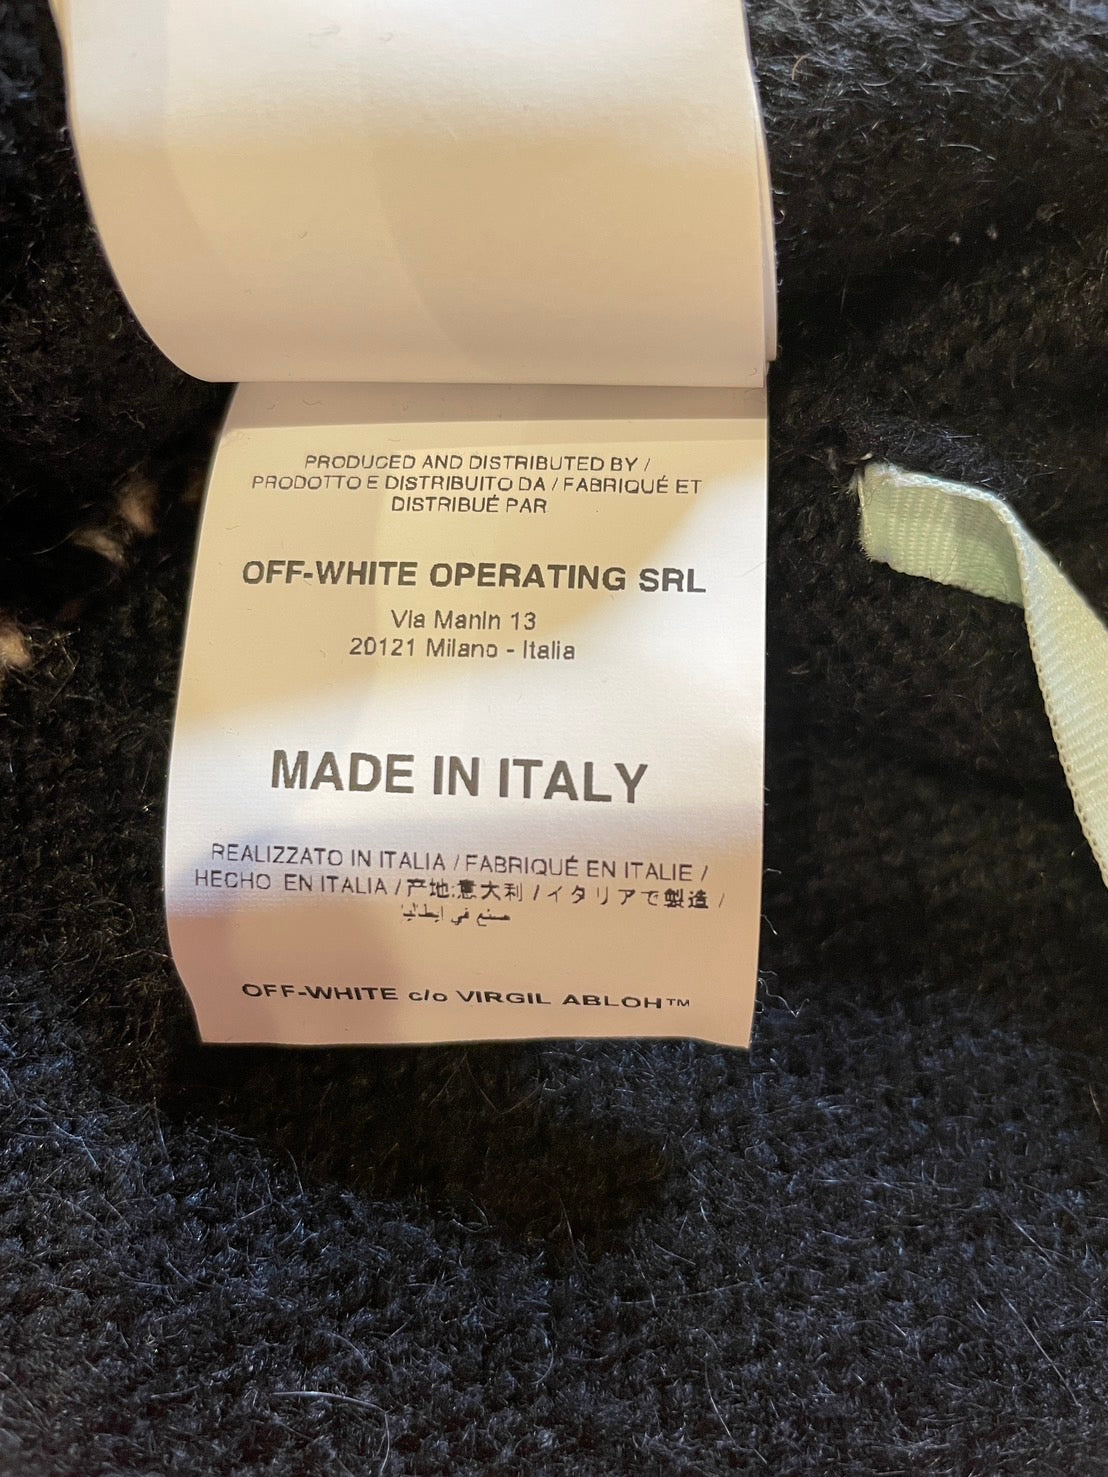 PRODUCED AND DISTRIBUTED BY /
PRODOTTO E DISTRIBUITO DA / FABRIQUÉ ET
DISTRIBUÉ PAR
OFF-WHITE OPERATING SRL
Via Manin 13
20121 Milano - Italia
MADE IN ITALY
REALIZZATO IN ITALIA / FABRIQUÉ EN ITALIE /
HECHO EN ITALIA / 产地:意大利 / イタリアで製造 /
صنع في إيطاليا
OFF-WHITE c/o VIRGIL ABLOH™